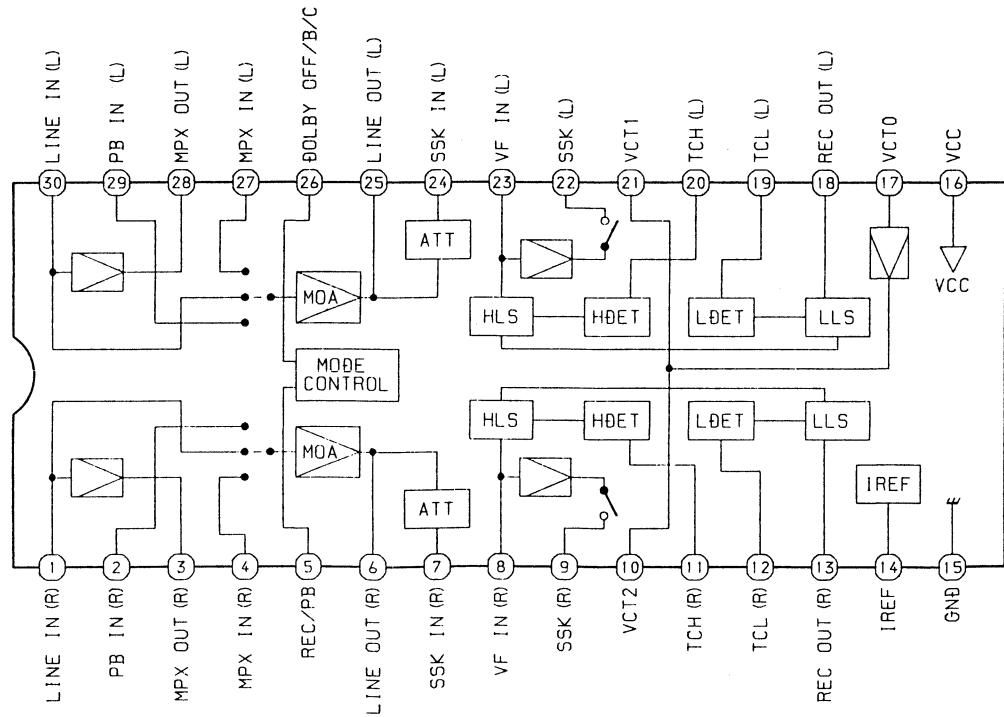 LINE IN (L)
PB IN (L)
MPX OUT (L)
MPX IN (L)
DOLBY OFF/B/C
LINE OUT (L)
SSK IN (L)
VF IN (L)
SSK (L)
VCT1
TCH (L)
TCL (L)
REC OUT (L)
VCTO
VCC
30
29
28
27
26
25
24
23
22
21
20
19
18
17
16
ATT
VCC
MOA
HLS
HDET
LDET
LLS
MODE
CONTROL
HLS
HDET
LDET
LLS
MOA
ATT
IREF
1
2
3
4
5
6
7
8
9
10
11
12
13
14
15
LINE IN (R)
PB IN (R)
MPX OUT (R)
MPX IN (R)
REC/PB
LINE OUT (R)
SSK IN (R)
VF IN (R)
SSK (R)
VCT2
TCH (R)
TCL (R)
REC OUT (R)
IREF
GND